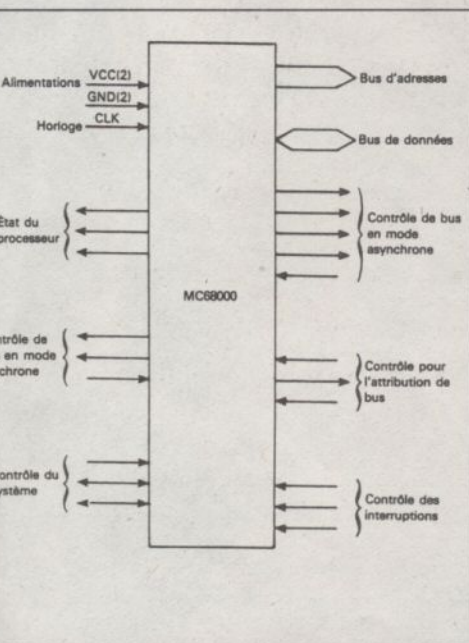 Alimentations VCC(2)
GND(2)
Horloge CLK
État du
processeur
ntrôle de
en mode
chrone
ontrôle du
ystème
MC68000
Bus d'adresses
Bus de données
Contrôle de bus
en mode
asynchrone
Contrôle pour
l'attribution de
bus
Contrôle des
interruptions